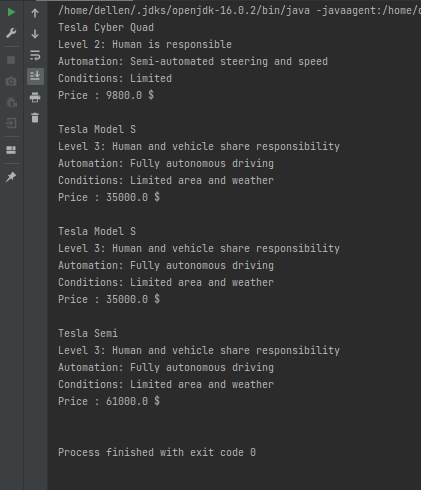 /home/dellen/.jdks/openjdk-16.0.2/bin/java -javaagent:/home/
Tesla Cyber Quad
Level 2: Human is responsible
Automation: Semi-automated steering and speed
Conditions: Limited
Price : 9800.0 $
Tesla Model S
Level 3: Human and vehicle share responsibility
Automation: Fully autonomous driving
Conditions: Limited area and weather
Price : 35000.0 $
Tesla Model S
Level 3: Human and vehicle share responsibility
Automation: Fully autonomous driving
Conditions: Limited area and weather
Price : 35000.0 $
Tesla Semi
Level 3: Human and vehicle share responsibility
Automation: Fully autonomous driving
Conditions: Limited area and weather
Price : 61000.0 $
Process finished with exit code 0